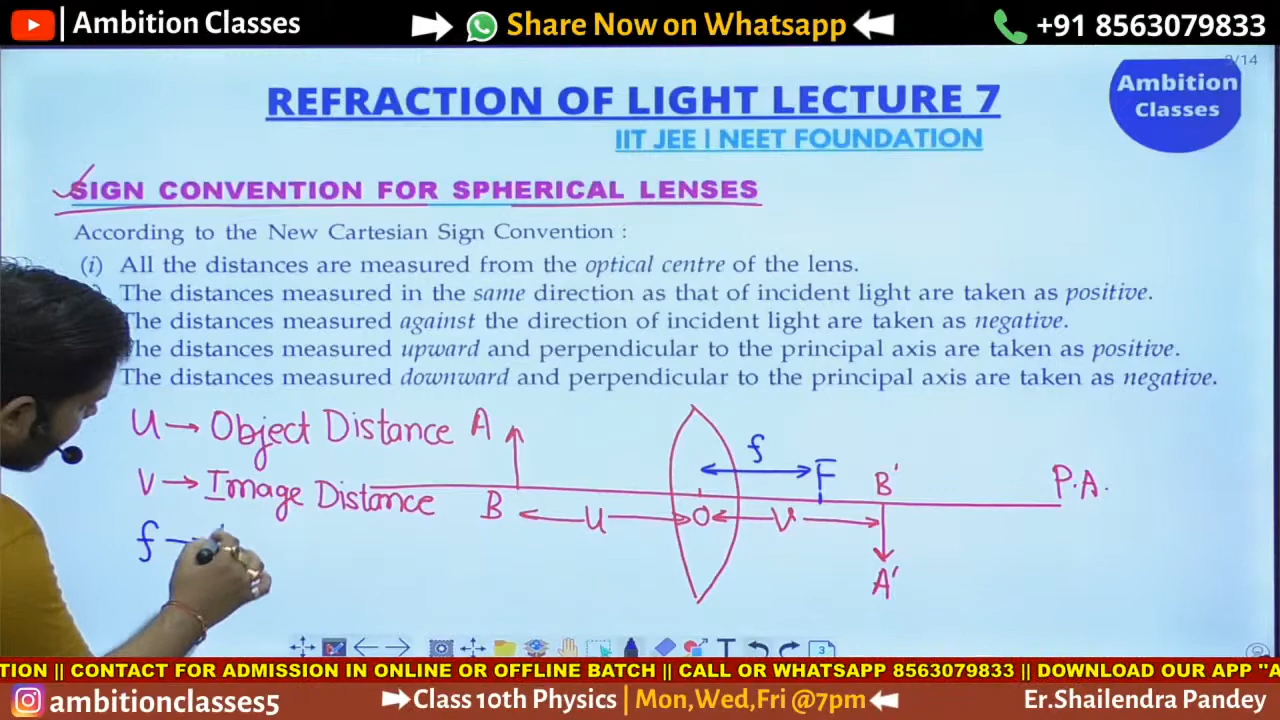 Ambition Classes
Share Now on Whatsapp
+91 8563079833
3/14
REFRACTION OF LIGHT LECTURE 7
Ambition
Classes
IIT JEE | NEET FOUNDATION
SIGN CONVENTION FOR SPHERICAL LENSES
According to the New Cartesian Sign Convention :
(i) All the distances are measured from the optical centre of the lens.
The distances measured in the same direction as that of incident light are taken as positive.
The distances measured against the direction of incident light are taken as negative.
The distances measured upward and perpendicular to the principal axis are taken as positive.
The distances measured downward and perpendicular to the principal axis are taken as negative.
U → Object Distance
A
f
V → Image Distance
B
F
B'
P.A.
U
O
V
f
A'
T
3
TION || CONTACT FOR ADMISSION IN ONLINE OR OFFLINE BATCH || CALL OR WHATSAPP 8563079833 || DOWNLOAD OUR APP "A
ambitionclasses5
Class 10th Physics | Mon,Wed,Fri @7pm
Er.Shailendra Pandey